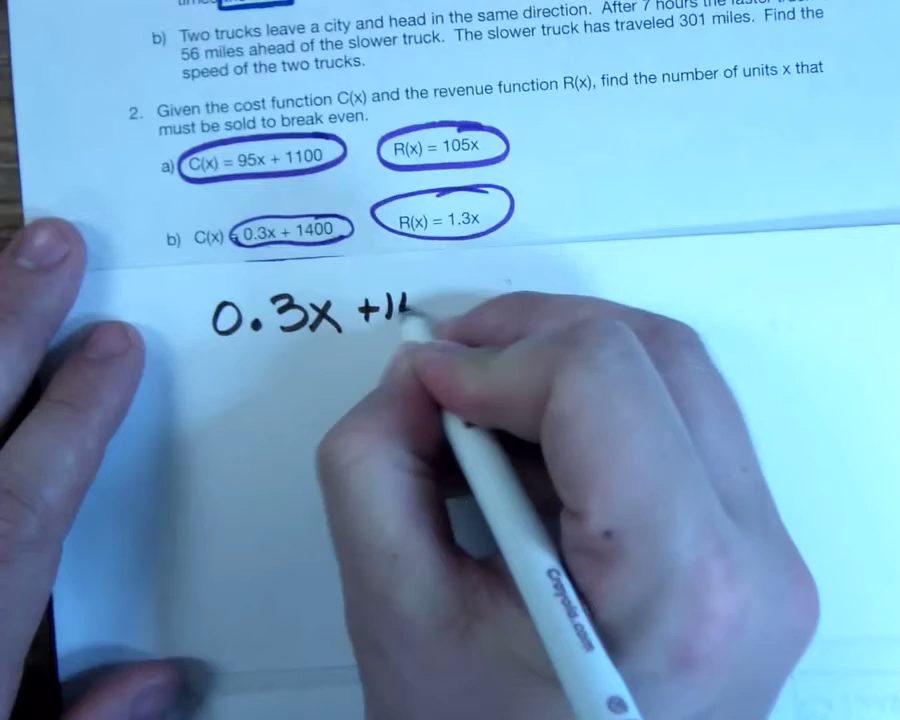 b) Two trucks leave a city and head in the same direction. After 7 hours the
56 miles ahead of the slower truck. The slower truck has traveled 301 miles. Find the
speed of the two trucks.
2. Given the cost function C(x) and the revenue function R(x), find the number of units x that
must be sold to break even.
a) C(x) = 95x + 1100 R(x) = 105x
b) C(x) = 0.3x + 1400 R(x) = 1.3x
0.3x +1
Crayola.com